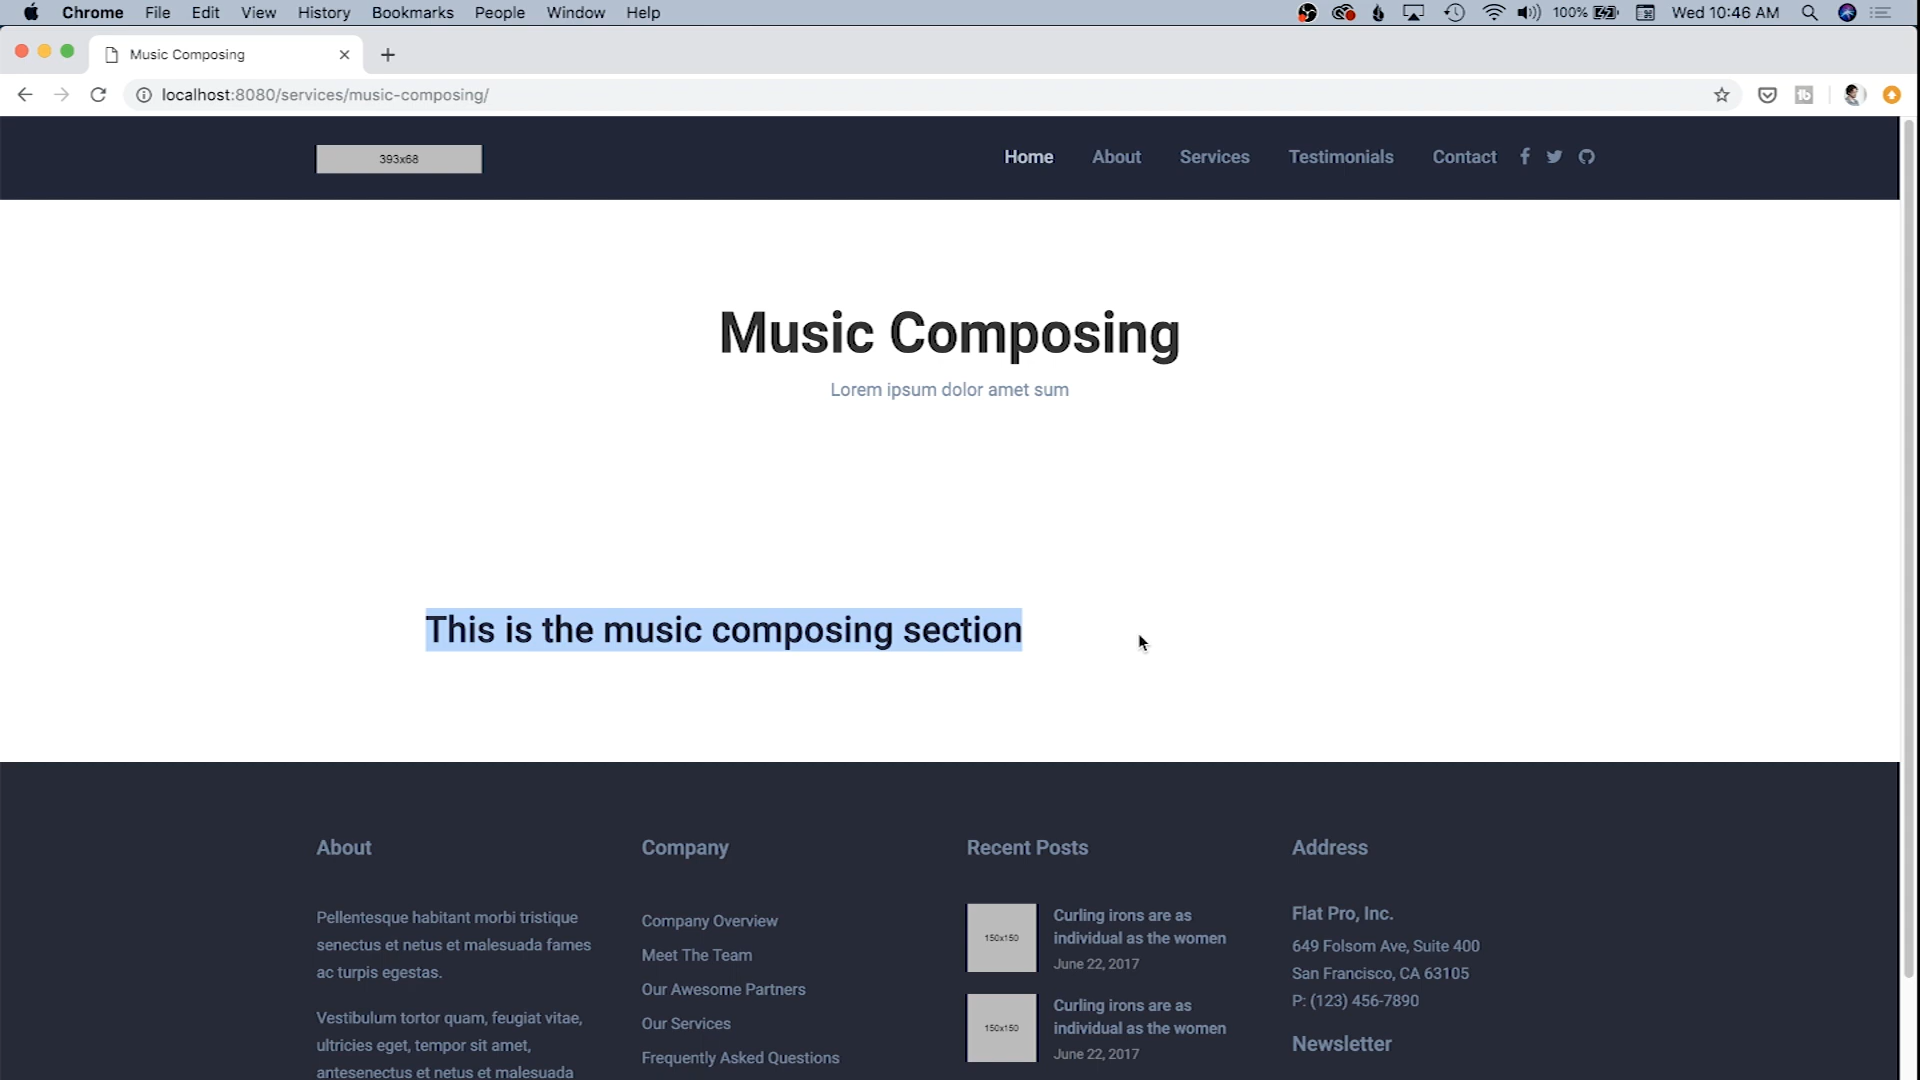 Chrome File Edit View History Bookmarks People Window Help 100% Wed 10:46 AM
Music Composing
localhost:8080/services/music-composing/
393x68
Home About Services Testimonials Contact
Music Composing
Lorem ipsum dolor amet sum
This is the music composing section
About
Pellentesque habitant morbi tristique
senectus et netus et malesuada fames
ac turpis egestas.
Vestibulum tortor quam, feugiat vitae,
ultricies eget, tempor sit amet,
antesenectus et netus et malesuada
Company
Company Overview
Meet The Team
Our Awesome Partners
Our Services
Frequently Asked Questions
Recent Posts
150x150
Curling irons are as
individual as the women
June 22, 2017
150x150
Curling irons are as
individual as the women
June 22, 2017
Address
Flat Pro, Inc.
649 Folsom Ave, Suite 400
San Francisco, CA 63105
P: (123) 456-7890
Newsletter